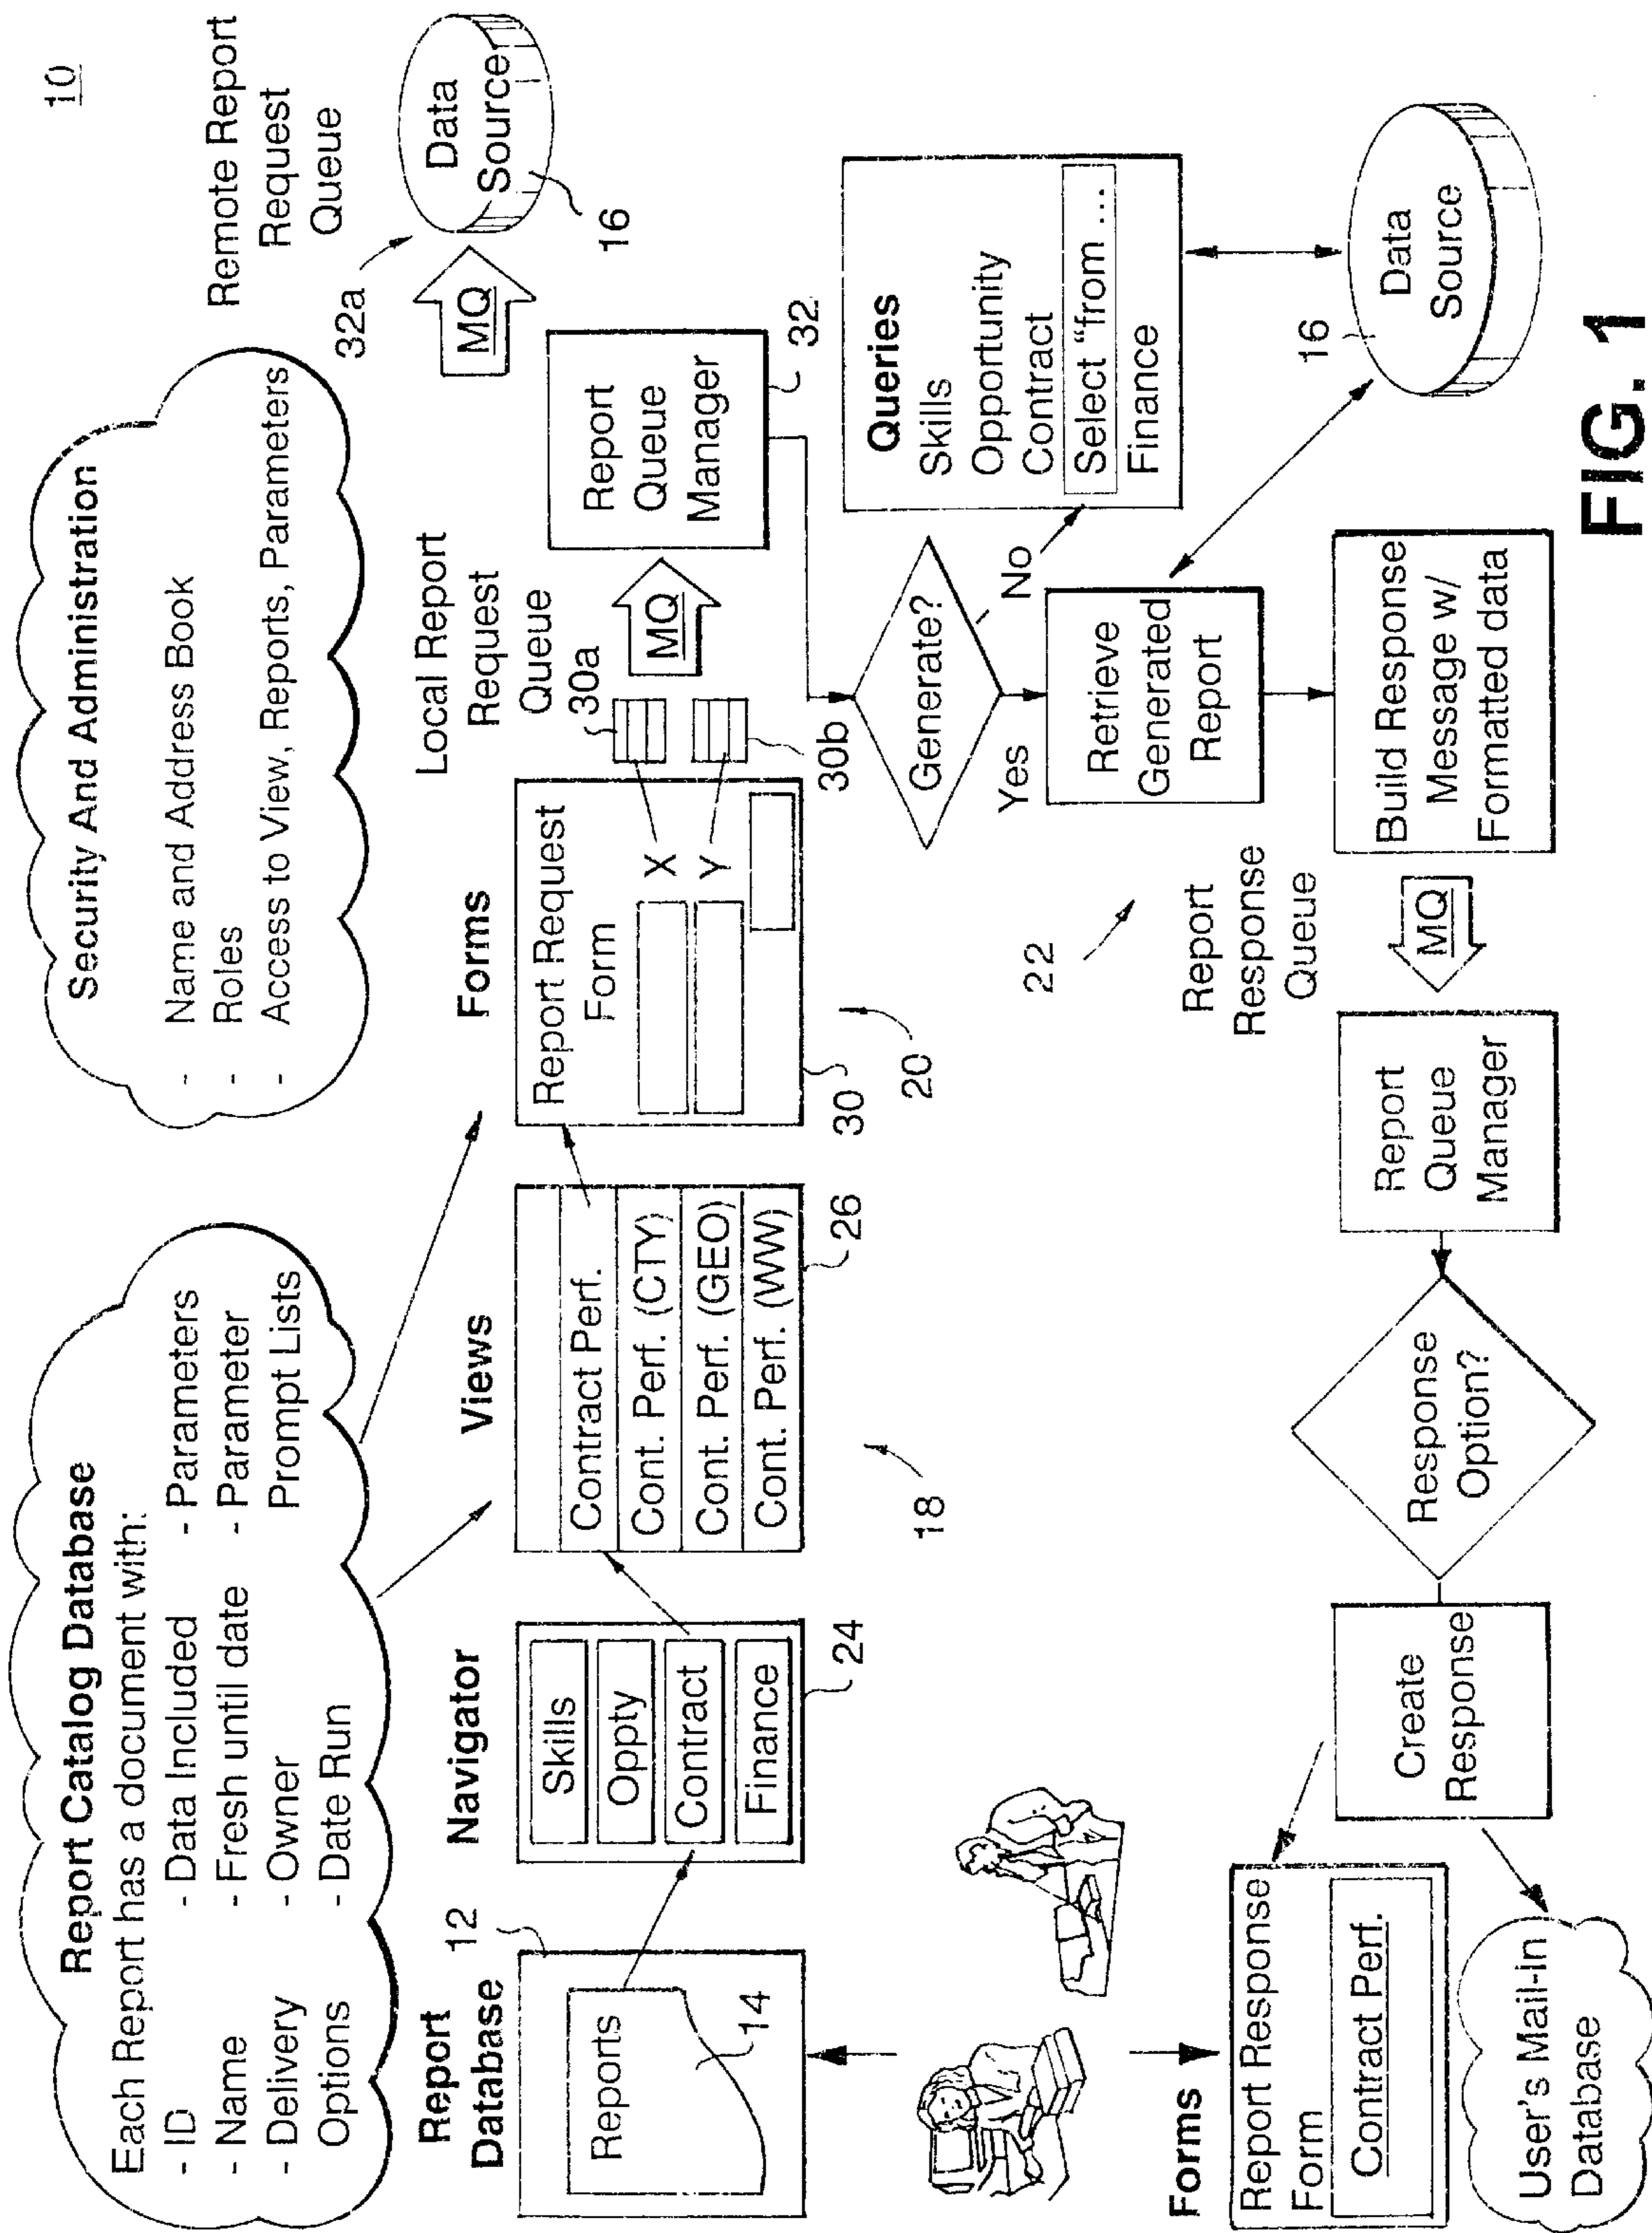 10
Report Catalog Database
Each Report has a document with:
- ID
- Name
- Delivery
Options
- Data Included
- Fresh until date
- Owner
- Date Run
- Parameters
- Parameter
Prompt Lists
Security And Administration
- Name and Address Book
- Roles
- Access to View, Reports, Parameters
Remote Report
Request
Queue
32a
Data
Source
16
MQ
Report
Database
12
Reports
14
Navigator
Skills
Oppty
Contract
Finance
24
Views
Contract Perf.
Cont. Perf. (CTY)
Cont. Perf. (GEO)
Cont. Perf. (WW)
26
18
Forms
Report Request
Form
X
Y
30
20
Local Report
Request
Queue
30a
30b
MQ
Report
Queue
Manager
32
Generate?
Yes
No
Queries
Skills
Opportunity
Contract
Select "from ...
Finance
Retrieve
Generated
Report
16
Data
Source
22
Report
Response
Queue
Build Response
Message w/
Formatted data
MQ
Report
Queue
Manager
Response
Option?
Create
Response
Forms
Report Response
Form
Contract Perf.
User's Mail-in
Database
FIG. 1